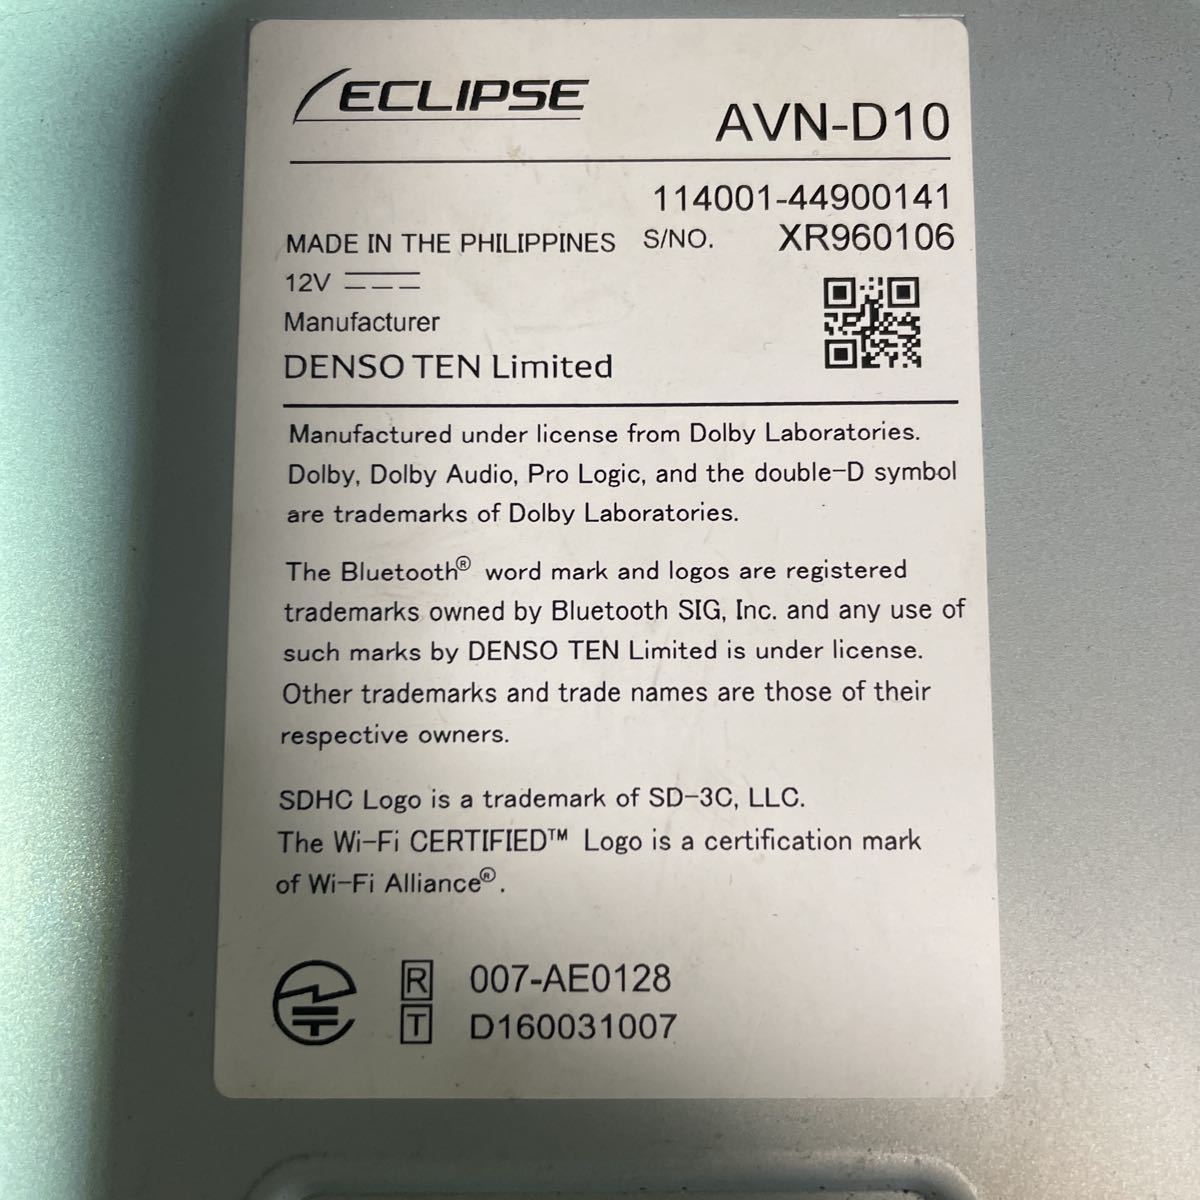 ECLIPSE
AVN-D10
114001-44900141
MADE IN THE PHILIPPINES S/NO. XR960106
12V
Manufacturer
DENSO TEN Limited
Manufactured under license from Dolby Laboratories.
Dolby, Dolby Audio, Pro Logic, and the double-D symbol
are trademarks of Dolby Laboratories.
The Bluetooth® word mark and logos are registered
trademarks owned by Bluetooth SIG, Inc. and any use of
such marks by DENSO TEN Limited is under license.
Other trademarks and trade names are those of their
respective owners.
SDHC Logo is a trademark of SD-3C, LLC.
The Wi-Fi CERTIFIED™ Logo is a certification mark
of Wi-Fi Alliance®.
R 007-AE0128
T D160031007